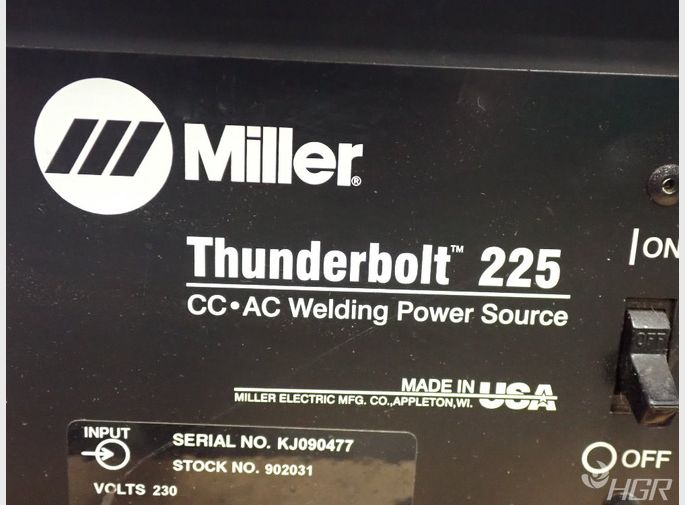 Miller®
Thunderbolt™ 225
CC•AC Welding Power Source
ON
OFF
MADE IN USA
MILLER ELECTRIC MFG. CO., APPLETON, WI.
INPUT
SERIAL NO. KJ090477
STOCK NO. 902031
VOLTS 230
OFF
HGR